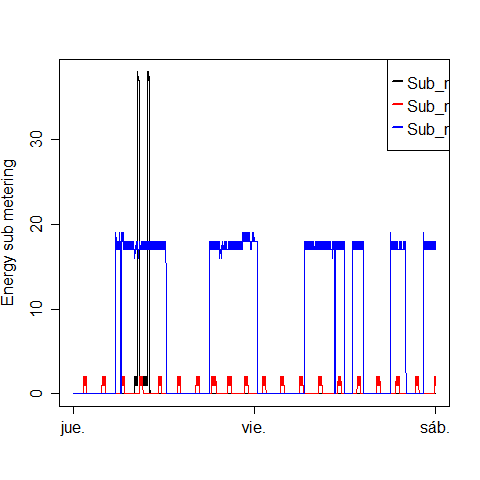 Sub_r
Sub_r
Sub_r
Energy sub metering
30
20
10
0
jue.
vie.
sáb.